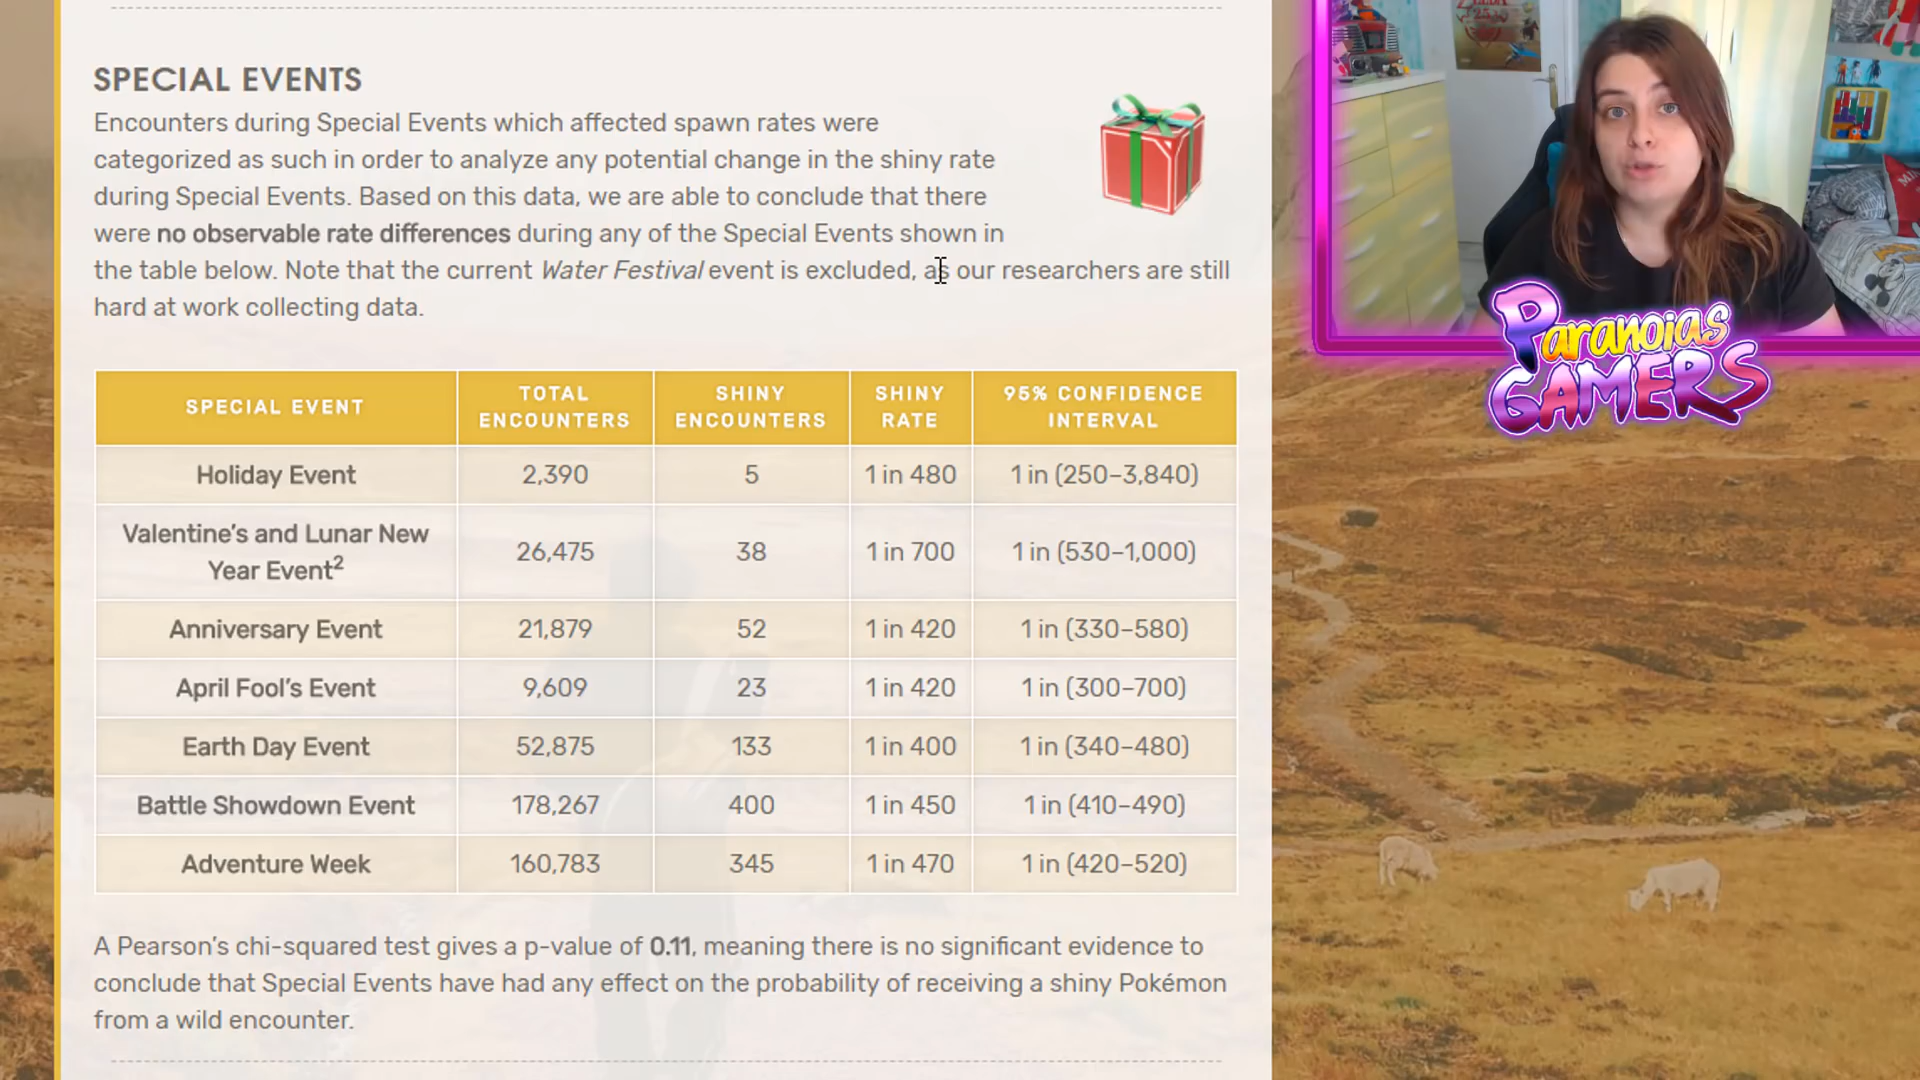 SPECIAL EVENTS
Encounters during Special Events which affected spawn rates were
categorized as such in order to analyze any potential change in the shiny rate
during Special Events. Based on this data, we are able to conclude that there
were no observable rate differences during any of the Special Events shown in
the table below. Note that the current Water Festival event is excluded, as our researchers are still
hard at work collecting data.
SPECIAL EVENT
TOTAL ENCOUNTERS
SHINY ENCOUNTERS
SHINY RATE
95% CONFIDENCE INTERVAL
Holiday Event 2,390 5 1 in 480 1 in (250–3,840)
Valentine's and Lunar New
Year Event2 26,475 38 1 in 700 1 in (530–1,000)
Anniversary Event 21,879 52 1 in 420 1 in (330–580)
April Fool's Event 9,609 23 1 in 420 1 in (300–700)
Earth Day Event 52,875 133 1 in 400 1 in (340–480)
Battle Showdown Event 178,267 400 1 in 450 1 in (410–490)
Adventure Week 160,783 345 1 in 470 1 in (420–520)
A Pearson's chi-squared test gives a p-value of 0.11, meaning there is no significant evidence to
conclude that Special Events have had any effect on the probability of receiving a shiny Pokémon
from a wild encounter.
Paranoias
GAMERS